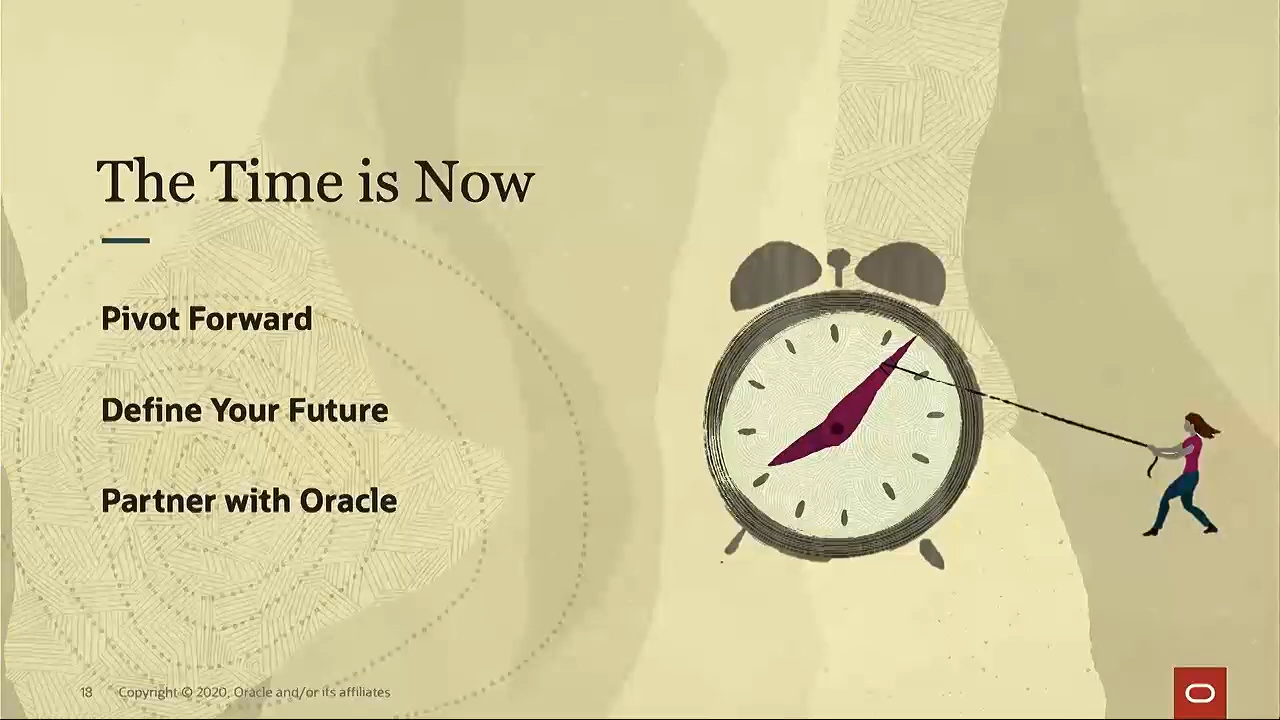 The Time is Now
Pivot Forward
Define Your Future
Partner with Oracle
18 Copyright © 2020, Oracle and/or its affiliates